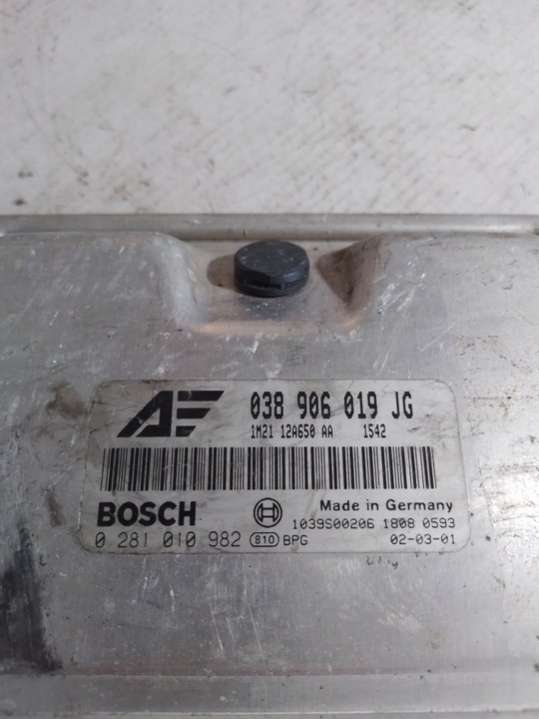 AF 038 906 019 JG
1M21 12A650 AA 1542
BOSCH Made in Germany
1039S00206 1808 0593
0 281 010 982 810 BPG 02-03-01